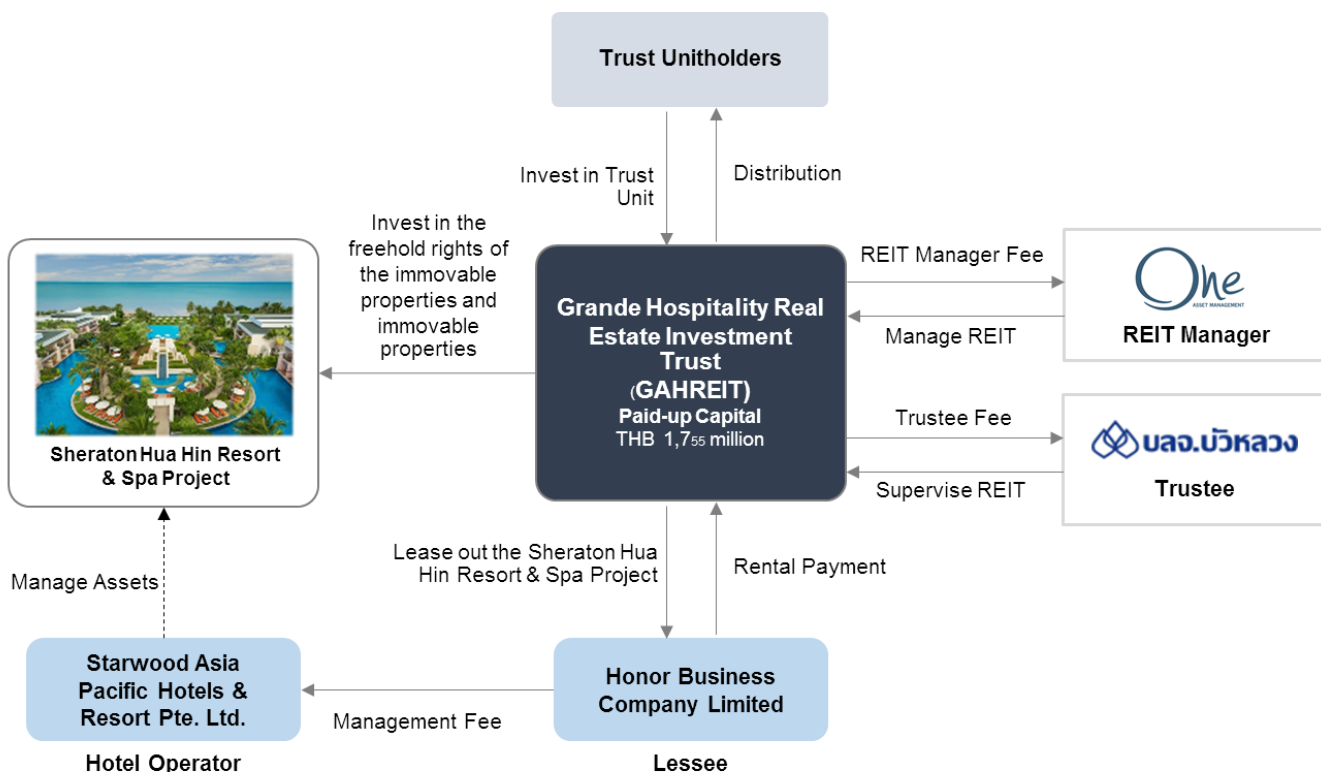 Trust Unitholders
Invest in Trust
Unit
Distribution
Invest in the
freehold rights of
the immovable
properties and
immovable
properties
Sheraton Hua Hin Resort
& Spa Project
Grande Hospitality Real
Estate Investment
Trust
(GAHREIT)
Paid-up Capital
THB 1,755 million
REIT Manager Fee
Manage REIT
One
ASSET MANAGEMENT
REIT Manager
Trustee Fee
Supervise REIT
บลจ.บัวหลวง
Trustee
Lease out the Sheraton Hua
Hin Resort & Spa Project
Rental Payment
Manage Assets
Starwood Asia
Pacific Hotels &
Resort Pte. Ltd.
Hotel Operator
Management Fee
Honor Business
Company Limited
Lessee